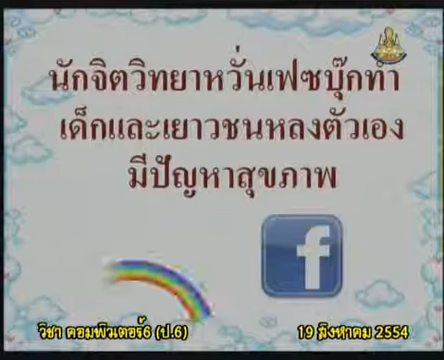 นักจิตวิทยาหวั่นเฟซบุ๊กทำ
เด็กและเยาวชนหลงตัวเอง
มีปัญหาสุขภาพ
f
วิชา คอมพิวเตอร์6 (ป.6)
19 สิงหาคม 2554